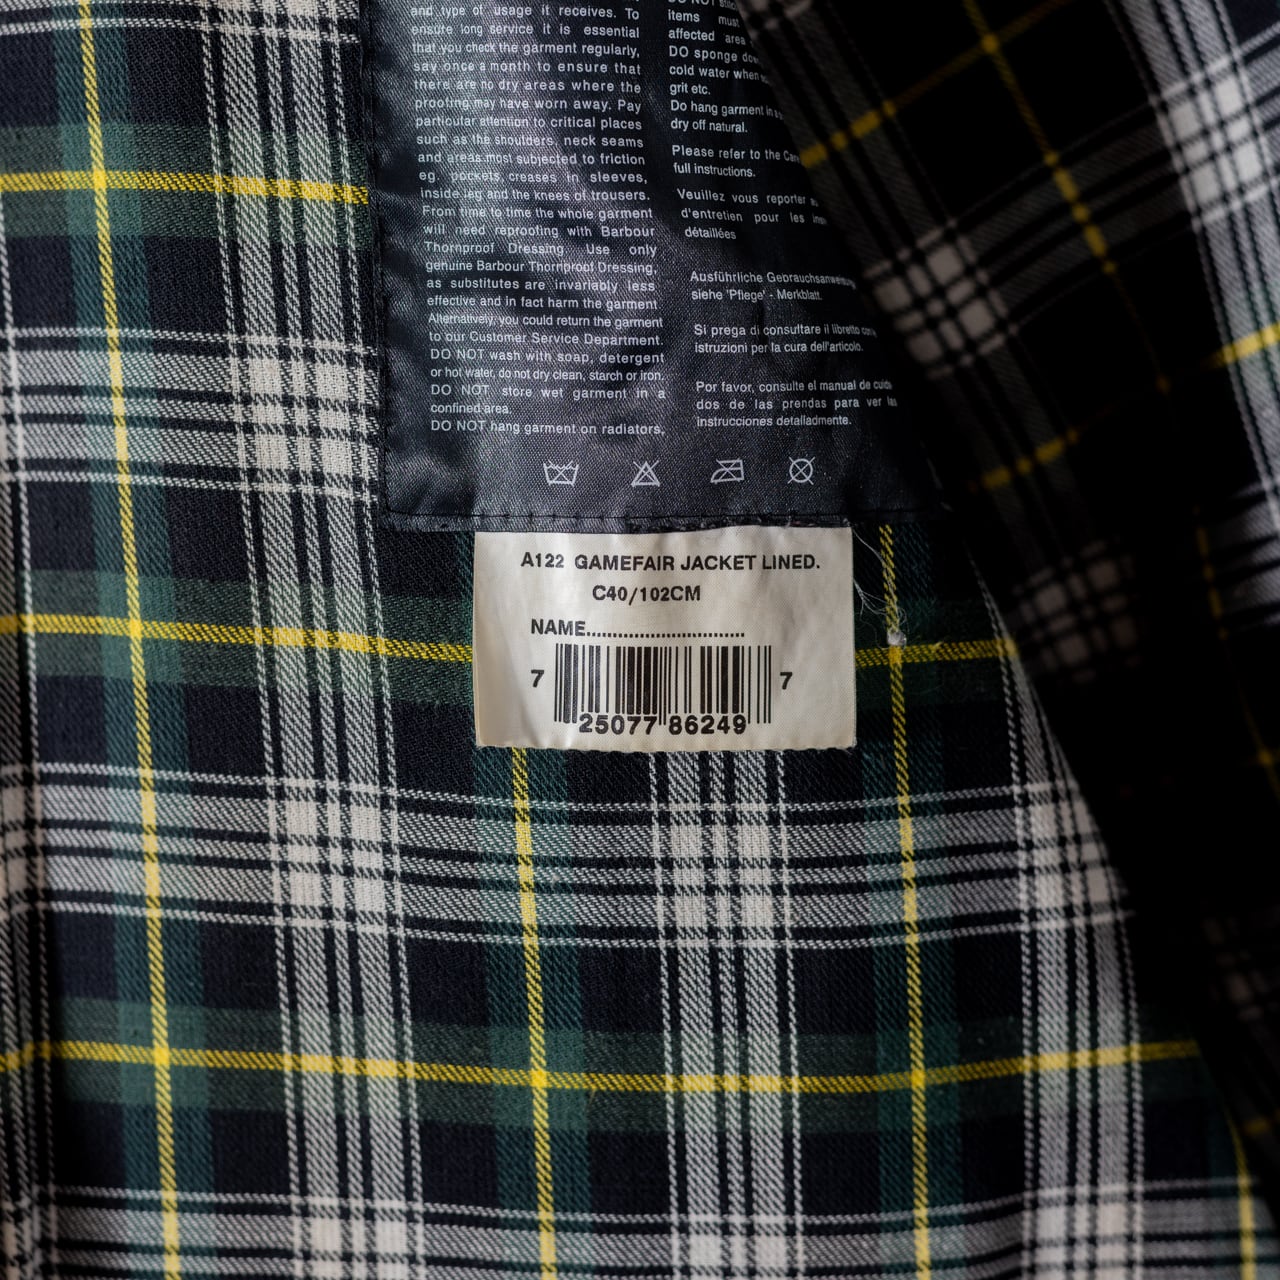 and type of usage it receives. To
ensure long service it is essential
that you check the garment regularly,
say once a month to ensure that
there are no dry areas where the
proofing may have worn away. Pay
particular attention to critical places
such as the shoulders, neck seams
and areas most subjected to friction
eg. pockets, creases in sleeves,
inside leg and the knees of trousers.
From time to time the whole garment
will need reproofing with Barbour
Thornproof Dressing. Use only
genuine Barbour Thornproof Dressing,
as substitutes are invariably less
effective and in fact harm the garment
Alternatively, you could return the garment
to our Customer Service Department.
DO NOT wash with soap, detergent
or hot water, do not dry clean, starch or iron.
DO NOT store wet garment in a
confined area.
DO NOT hang garment on radiators,
DO NOT
items must
affected area
DO sponge
cold water when
grit etc.
Do hang garment in
dry off natural.
Please refer to the
full instructions.
Veuillez vous reporter
d'entretien pour les
détaillées
Ausführliche
siehe 'Pflege' - Merkblatt.
Si prega di consultare il libretto
istruzioni per la cura dell'articolo.
Por favor, consulte el manual de
dos de las prendas para ver las
instrucciones detalladmente.
A122 GAMEFAIR JACKET LINED.
C40/102CM
NAME..............................
7 25077 86249 7